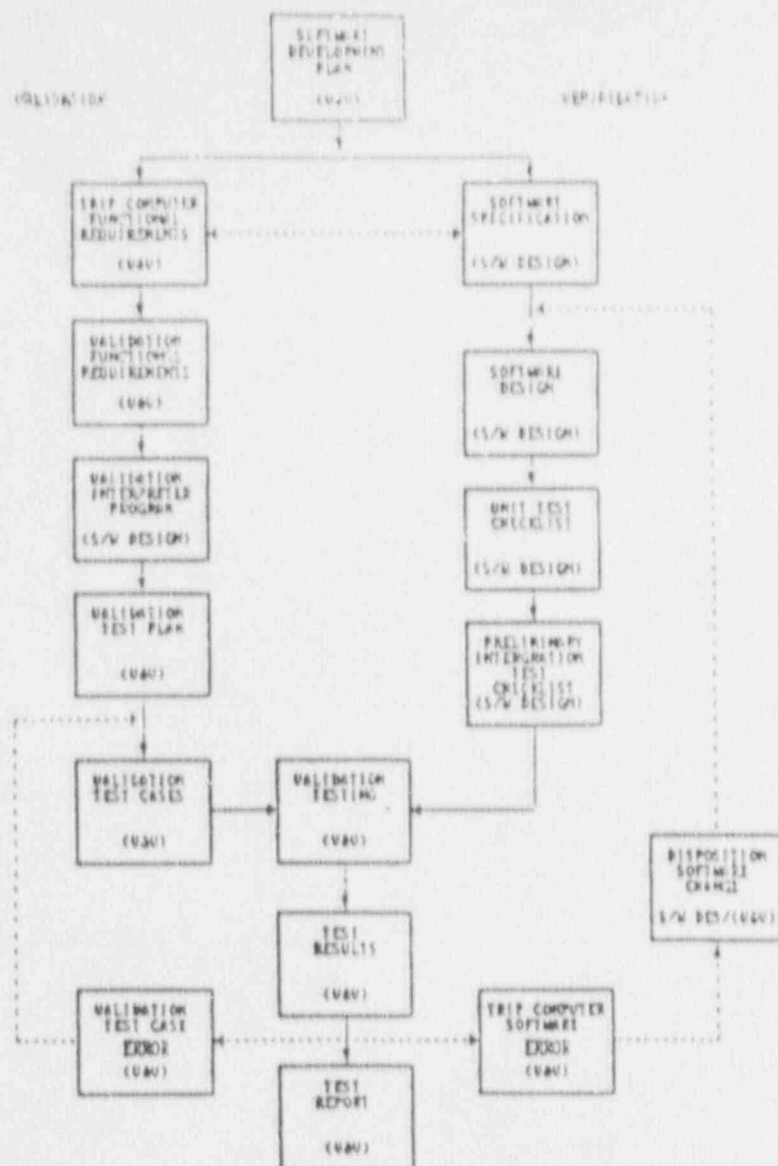 SOFTWARE
DEVELOPMENT
PLAN
(V&V)
VALIDATION
VERIFICATION
TRIP COMPUTER
FUNCTIONAL
REQUIREMENTS
(V&V)
SOFTWARE
SPECIFICATION
(S/W DESIGN)
VALIDATION
FUNCTIONAL
REQUIREMENTS
(V&V)
SOFTWARE
DESIGN
(S/W DESIGN)
VALIDATION
INTERPRETER
PROGRAM
(S/W DESIGN)
UNIT TEST
CHECKLIST
(S/W DESIGN)
VALIDATION
TEST PLAN
(V&V)
PRELIMINARY
INTERGRATION
TEST
CHECKLIST
(S/W DESIGN)
VALIDATION
TEST CASES
(V&V)
VALIDATION
TESTING
(V&V)
DISPOSITION
SOFTWARE
CHANGE
S/W DES/(V&V)
TEST
RESULTS
(V&V)
VALIDATION
TEST CASE
ERROR
(V&V)
TRIP COMPUTER
SOFTWARE
ERROR
(V&V)
TEST
REPORT
(V&V)